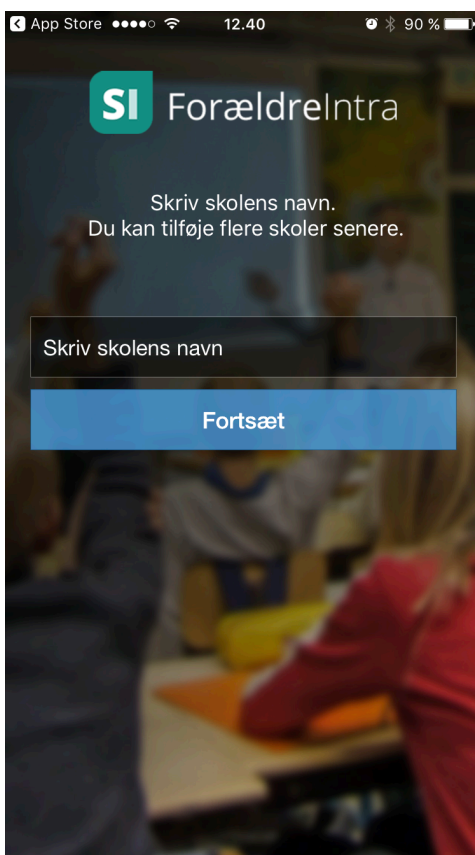 App Store 12.40 90 %
SI ForældreIntra
Skriv skolens navn.
Du kan tilføje flere skoler senere.
Skriv skolens navn
Fortsæt